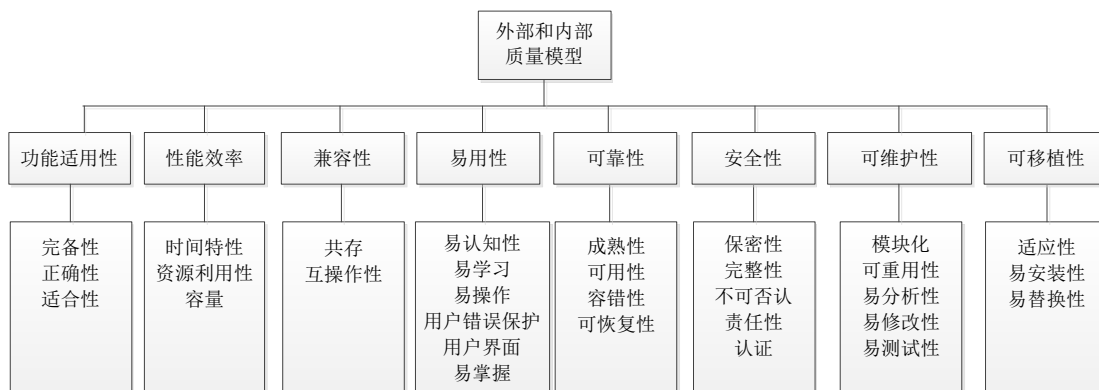 外部和内部
质量模型
功能适用性
性能效率
兼容性
易用性
可靠性
安全性
可维护性
可移植性
完备性
正确性
适合性
时间特性
资源利用性
容量
共存
互操作性
易认知性
易学习
易操作
用户错误保护
用户界面
易掌握
成熟性
可用性
容错性
可恢复性
保密性
完整性
不可否认
责任性
认证
模块化
可重用性
易分析性
易修改性
易测试性
适应性
易安装性
易替换性